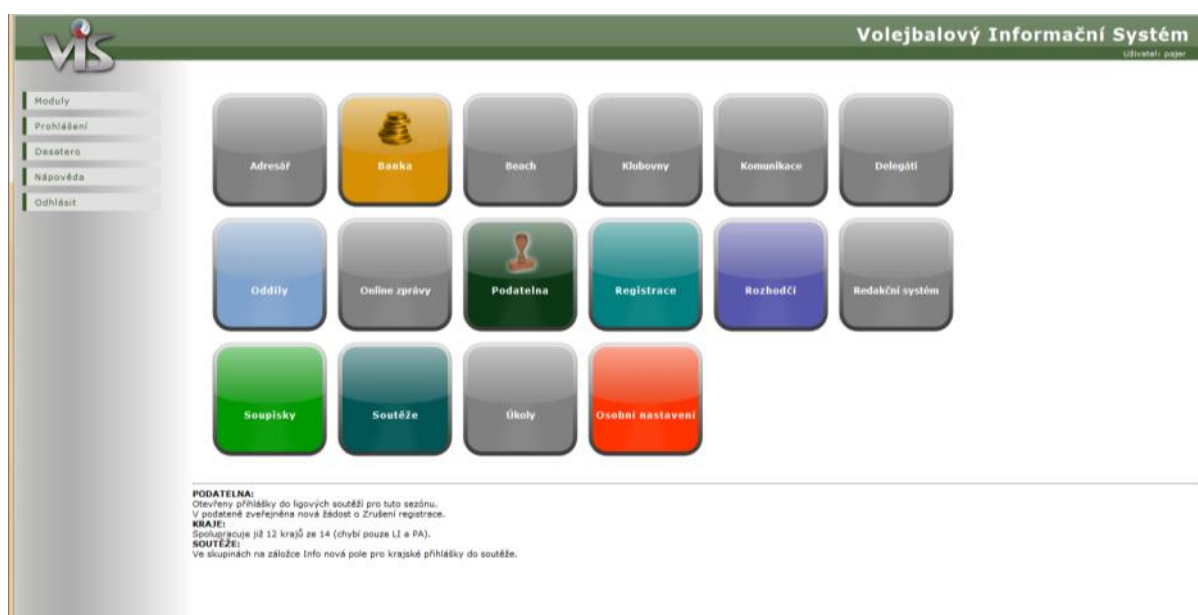 VIS
Volejbalový Informační Systém
Uživatel: pajer
Moduly
Prohlášení
Desatero
Nápověda
Odhlásit
Adresář
Banka
Beach
Klubovny
Komunikace
Delegáti
Oddíly
Online zprávy
Podatelna
Registrace
Rozhodčí
Redakční systém
Soupisky
Soutěže
Úkoly
Osobní nastavení
PODATELNA:
Otevřeny přihlášky do ligových soutěží pro tuto sezónu.
V podateně zveřejněna nová žádost o Zrušení registrace.
KRAJE:
Spolupracuje již 12 krajů ze 14 (chybí pouze LI a PA).
SOUTĚŽE:
Ve skupinách na záložce Info nová pole pro krajské přihlášky do soutěže.